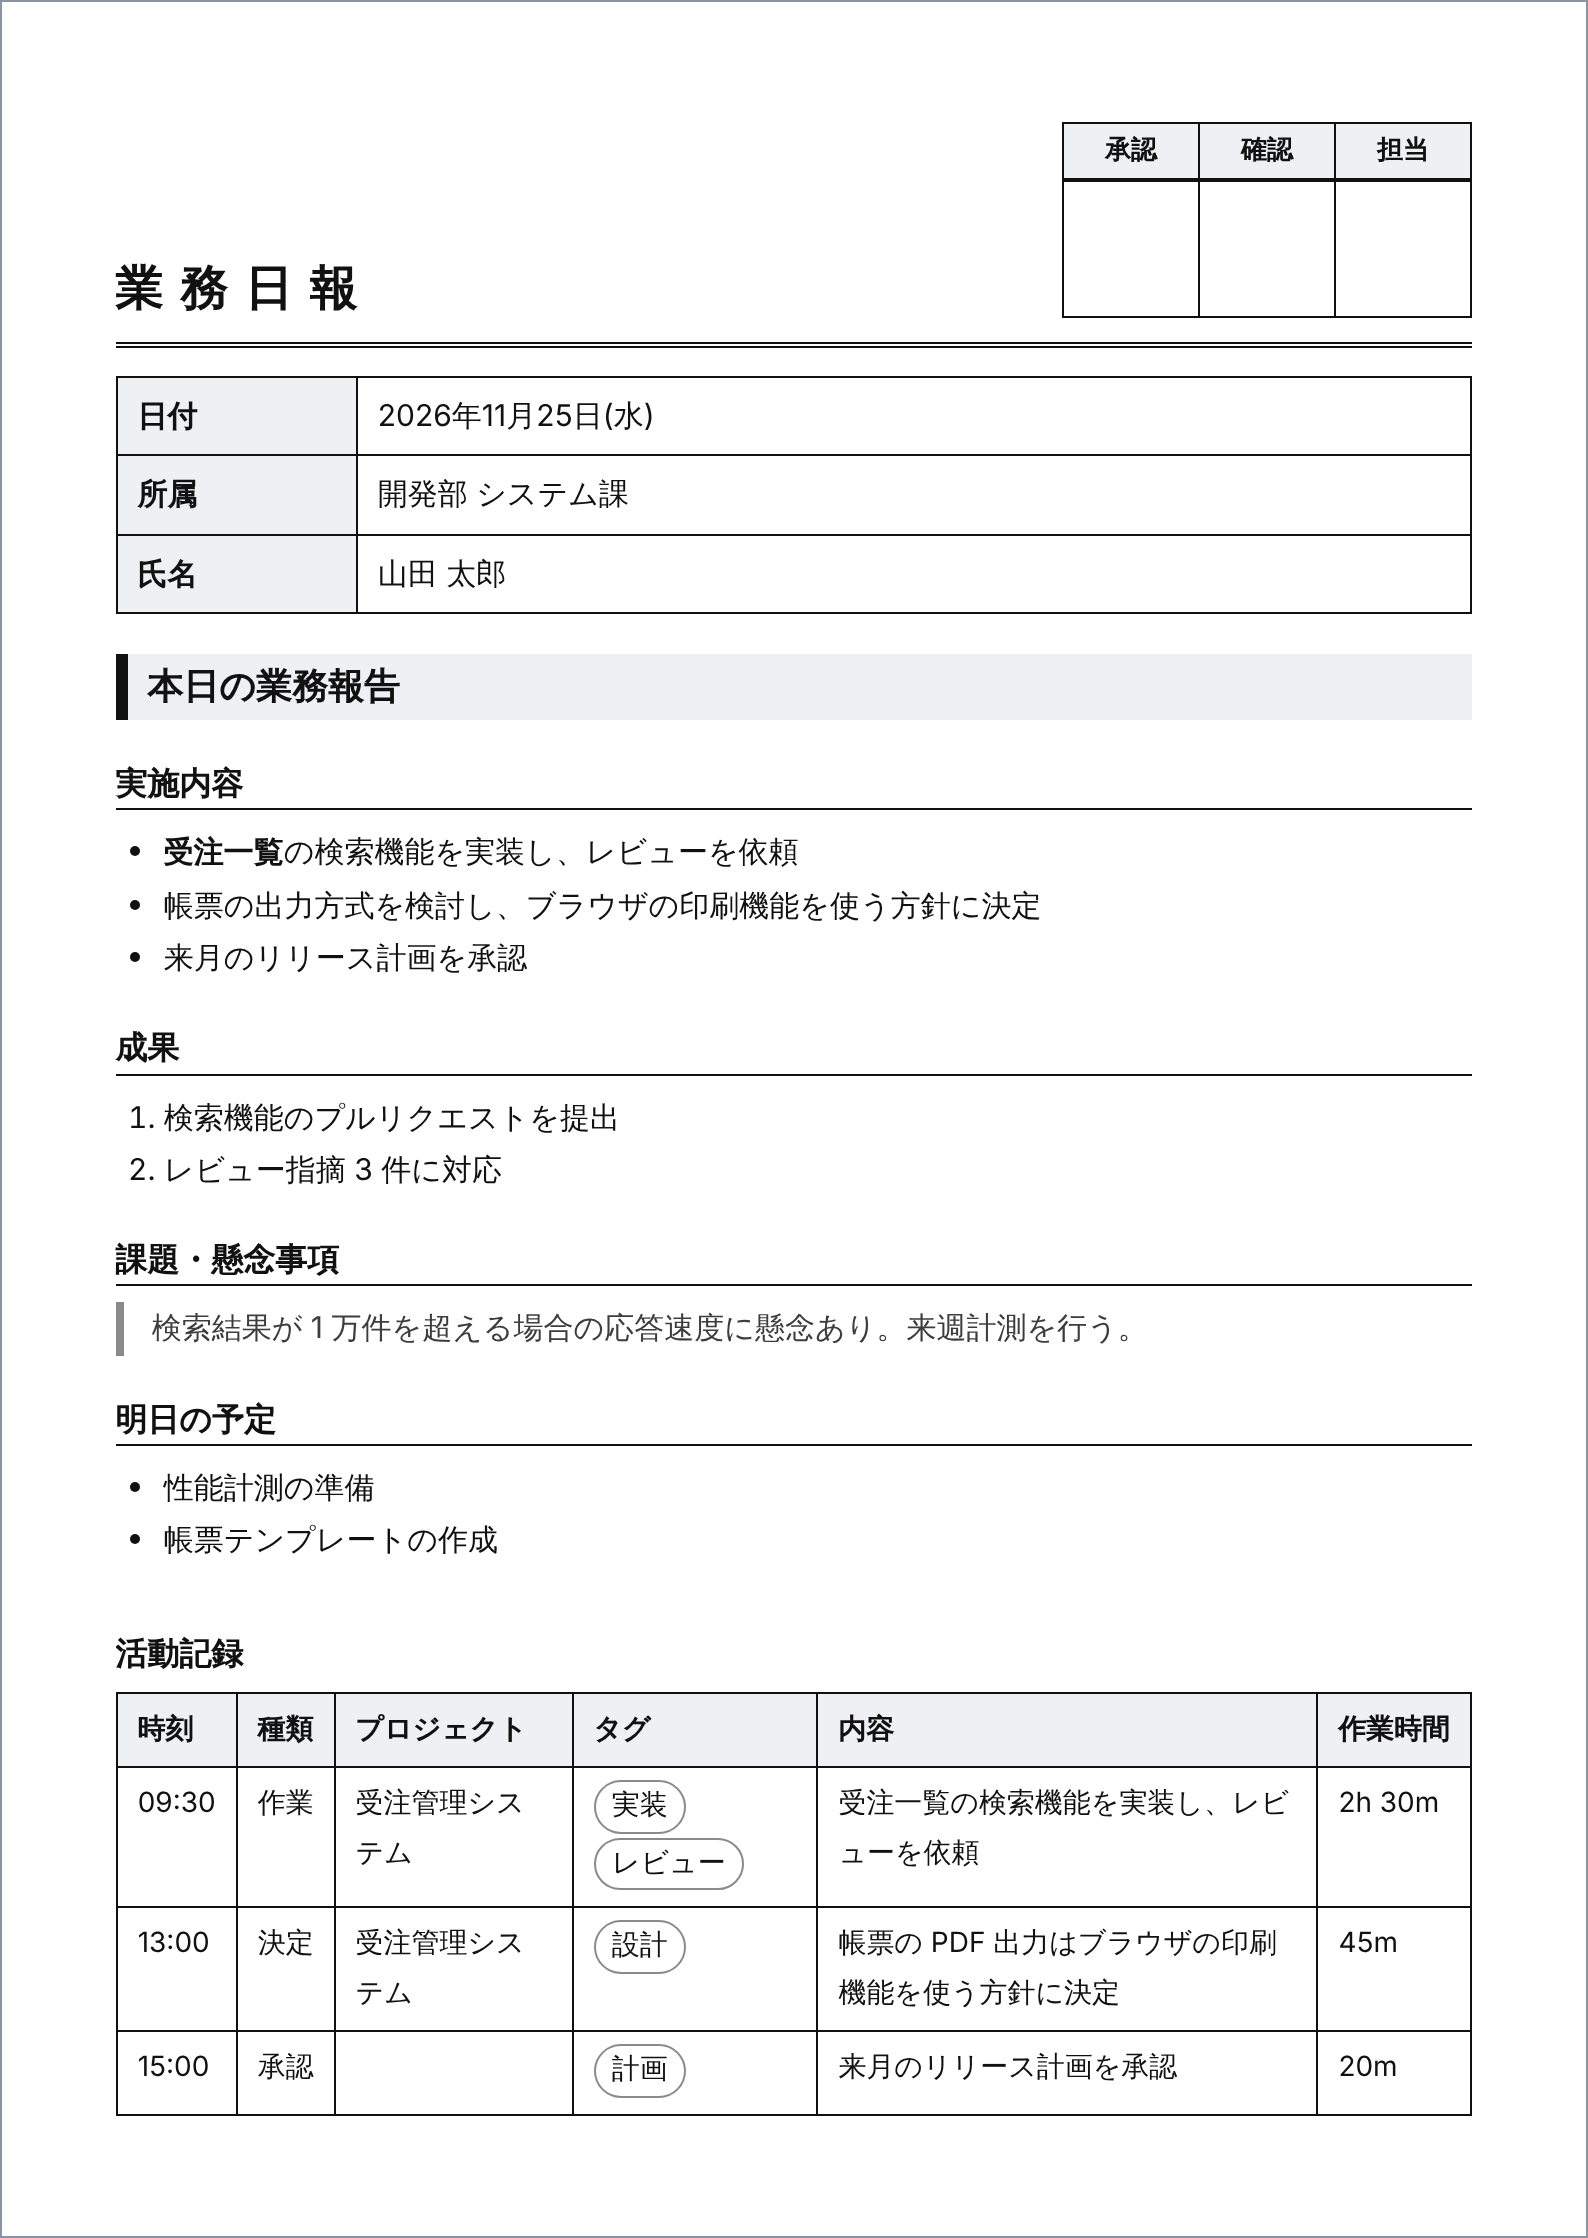 承認 確認 担当
業務日報
日付 2026年11月25日(水)
所属 開発部 システム課
氏名 山田 太郎
本日の業務報告
実施内容
• 受注一覧の検索機能を実装し、レビューを依頼
• 帳票の出力方式を検討し、ブラウザの印刷機能を使う方針に決定
• 来月のリリース計画を承認
成果
1. 検索機能のプルリクエストを提出
2. レビュー指摘 3 件に対応
課題・懸念事項
検索結果が 1 万件を超える場合の応答速度に懸念あり。来週計測を行う。
明日の予定
• 性能計測の準備
• 帳票テンプレートの作成
活動記録
時刻 種類 プロジェクト タグ 内容 作業時間
09:30 作業 受注管理シス 実装 受注一覧の検索機能を実装し、レビ 2h 30m
テム レビュー ューを依頼
13:00 決定 受注管理シス 設計 帳票の PDF 出力はブラウザの印刷 45m
テム 機能を使う方針に決定
15:00 承認 計画 来月のリリース計画を承認 20m